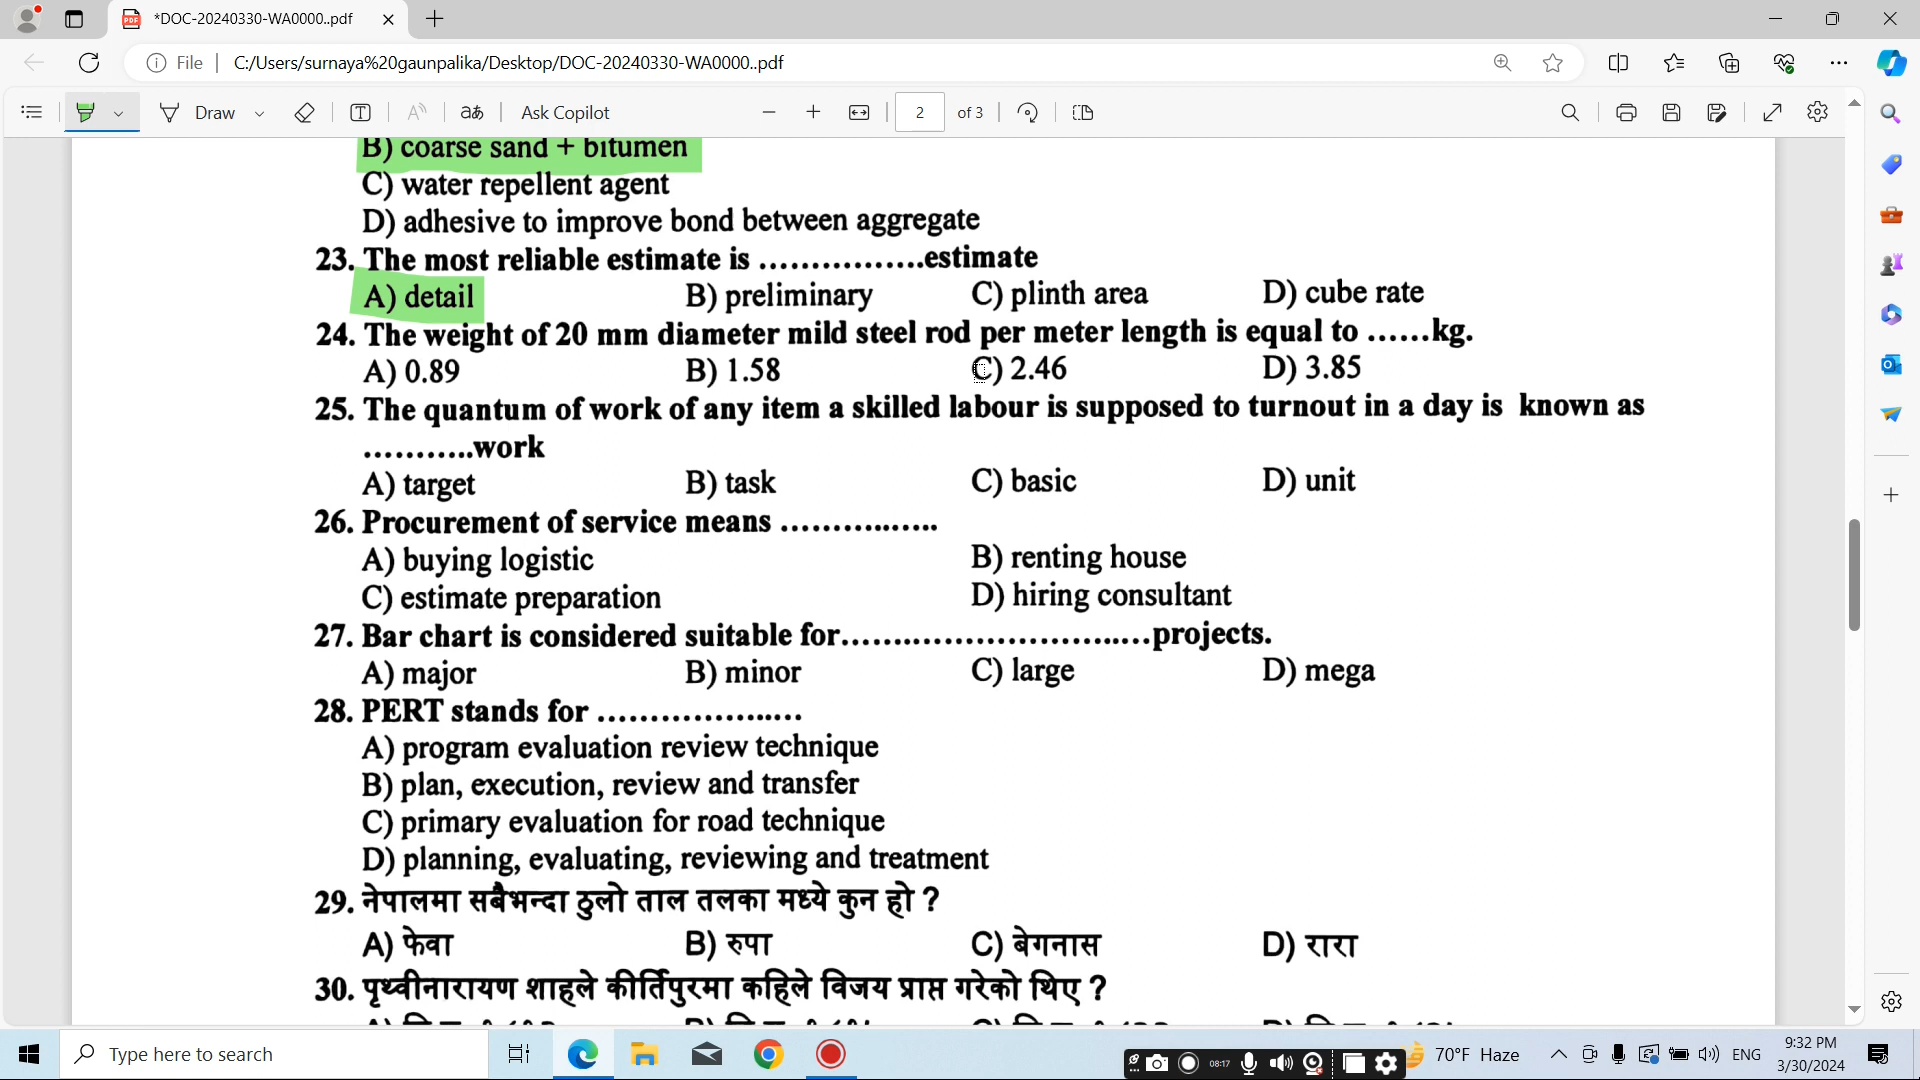 *DOC-20240330-WA0000..pdf
File
C:/Users/surnaya%20gaunpalika/Desktop/DOC-20240330-WA0000..pdf
Draw
aあ
Ask Copilot
2
of 3
B) coarse sand + bitumen
C) water repellent agent
D) adhesive to improve bond between aggregate
23. The most reliable estimate is ................estimate
A) detail B) preliminary C) plinth area D) cube rate
24. The weight of 20 mm diameter mild steel rod per meter length is equal to ......kg.
A) 0.89 B) 1.58 C) 2.46 D) 3.85
25. The quantum of work of any item a skilled labour is supposed to turnout in a day is known as
...........work
A) target B) task C) basic D) unit
26. Procurement of service means ................
A) buying logistic B) renting house
C) estimate preparation D) hiring consultant
27. Bar chart is considered suitable for..............................projects.
A) major B) minor C) large D) mega
28. PERT stands for ....................
A) program evaluation review technique
B) plan, execution, review and transfer
C) primary evaluation for road technique
D) planning, evaluating, reviewing and treatment
29. नेपालमा सबैभन्दा ठुलो ताल तलका मध्ये कुन हो ?
A) फेवा B) रुपा C) बेगनास D) रारा
30. पृथ्वीनारायण शाहले कीर्तिपुरमा कहिले विजय प्राप्त गरेको थिए ?
Type here to search
08:17
70°F Haze
ENG
9:32 PM
3/30/2024